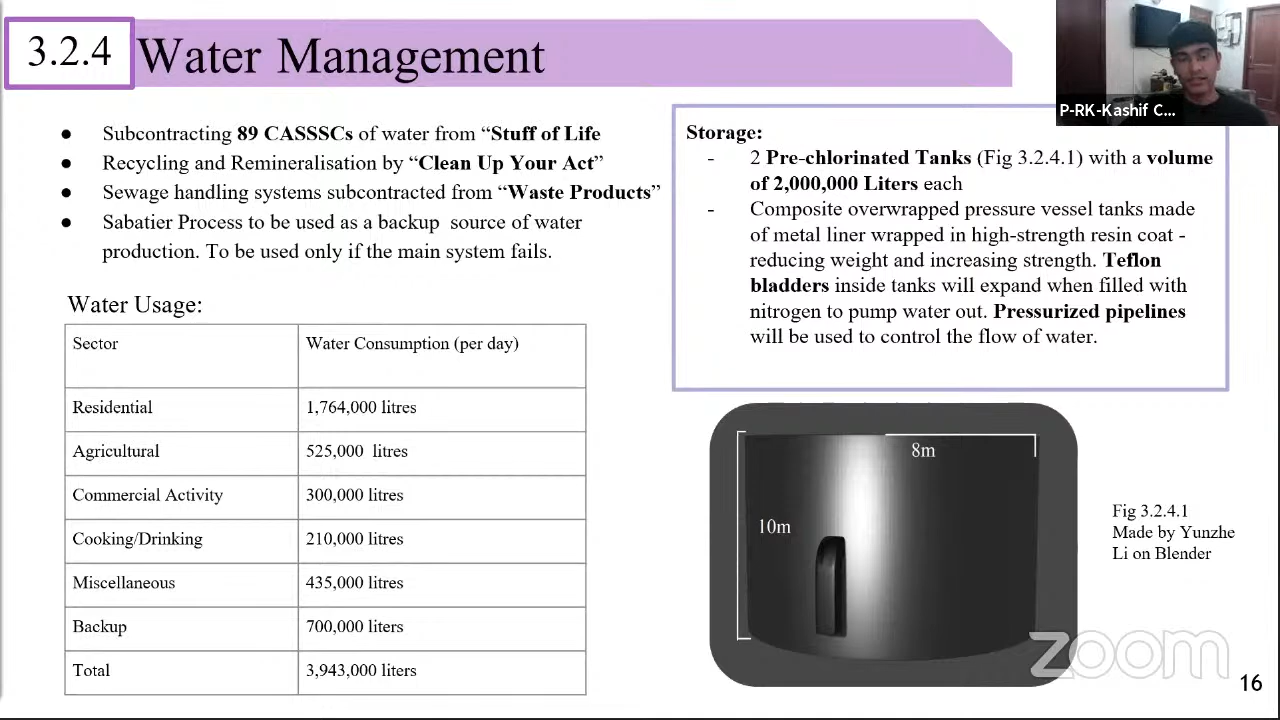 3.2.4 Water Management
● Subcontracting 89 CASSSCs of water from “Stuff of Life
● Recycling and Remineralisation by “Clean Up Your Act”
● Sewage handling systems subcontracted from “Waste Products”
● Sabatier Process to be used as a backup source of water
production. To be used only if the main system fails.
Water Usage:
Sector Water Consumption (per day)
Residential 1,764,000 litres
Agricultural 525,000 litres
Commercial Activity 300,000 litres
Cooking/Drinking 210,000 litres
Miscellaneous 435,000 litres
Backup 700,000 liters
Total 3,943,000 liters
Storage:
- 2 Pre-chlorinated Tanks (Fig 3.2.4.1) with a volume
of 2,000,000 Liters each
- Composite overwrapped pressure vessel tanks made
of metal liner wrapped in high-strength resin coat -
reducing weight and increasing strength. Teflon
bladders inside tanks will expand when filled with
nitrogen to pump water out. Pressurized pipelines
will be used to control the flow of water.
8m
10m
Fig 3.2.4.1
Made by Yunzhe
Li on Blender
P-RK-Kashif C...
zoom
16